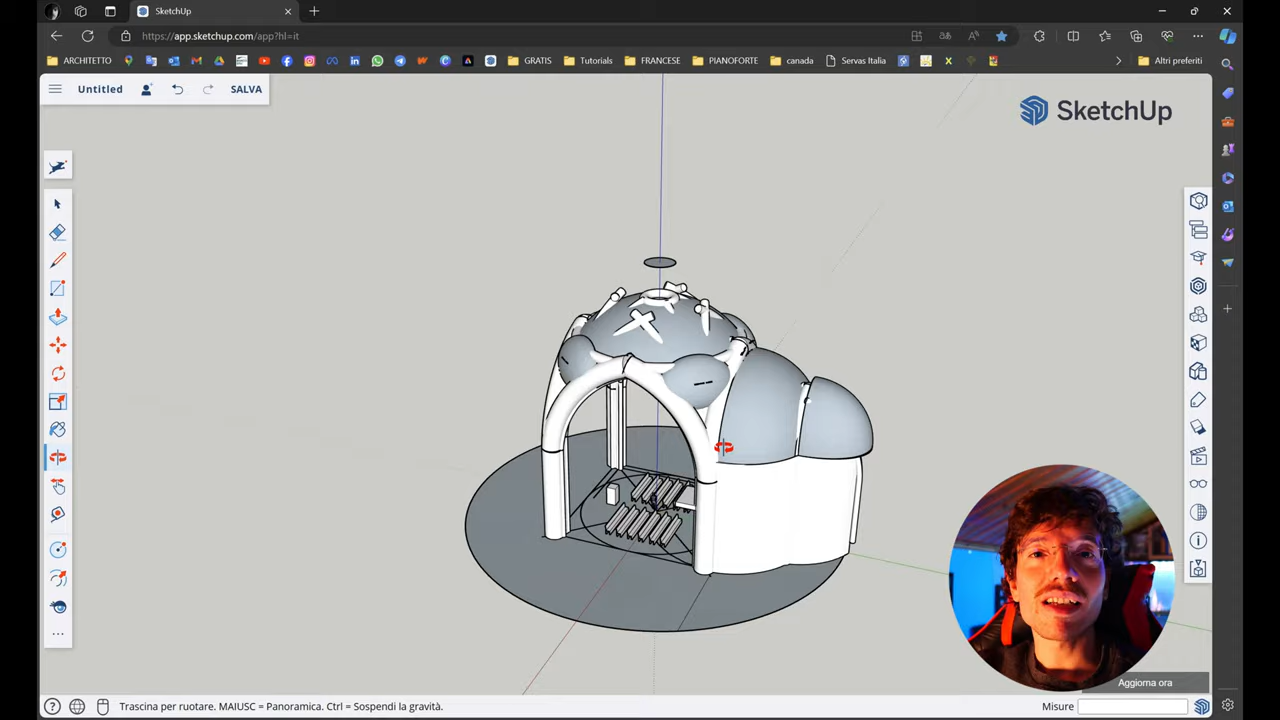 SketchUp
https://app.sketchup.com/app?hl=it
ARCHITETTO
GRATIS
Tutorials
FRANCESE
PIANOFORTE
canada
Servas Italia
Altri preferiti
Untitled
SALVA
SketchUp
Aggiorna ora
Trascina per ruotare. MAIUSC = Panoramica. Ctrl = Sospendi la gravità.
Misure